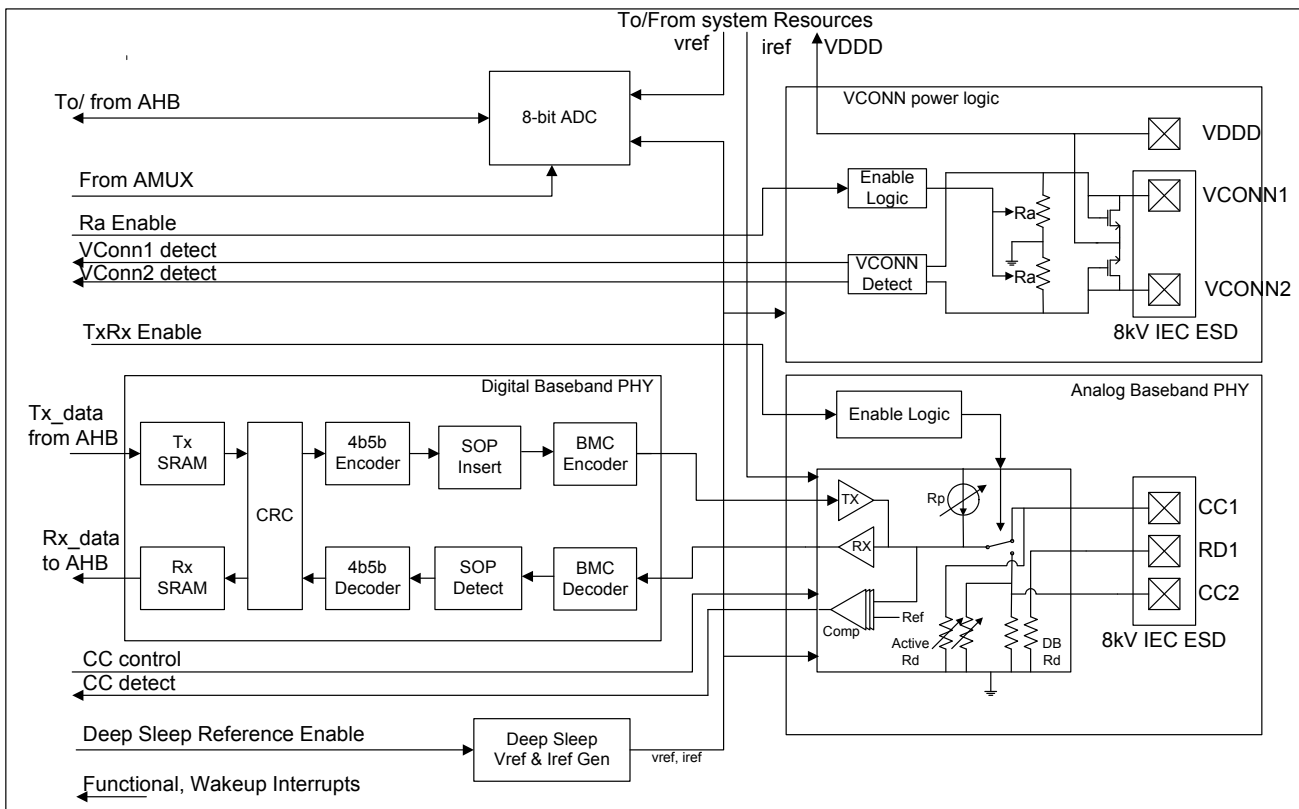 To/From system Resources
vref
iref
VDDD
To/ from AHB
8-bit ADC
From AMUX
VCONN power logic
VDDD
Enable
Logic
Ra
Ra
VCONN
Detect
VCONN1
VCONN2
8kV IEC ESD
Ra Enable
VConn1 detect
VConn2 detect
TxRx Enable
Digital Baseband PHY
Tx_data
from AHB
Tx
SRAM
CRC
4b5b
Encoder
SOP
Insert
BMC
Encoder
Rx_data
to AHB
Rx
SRAM
4b5b
Decoder
SOP
Detect
BMC
Decoder
Analog Baseband PHY
Enable Logic
TX
RX
Rp
Comp
Ref
Active
Rd
DB
Rd
CC1
RD1
CC2
8kV IEC ESD
CC control
CC detect
Deep Sleep Reference Enable
Deep Sleep
Vref & Iref Gen
vref, iref
Functional, Wakeup Interrupts